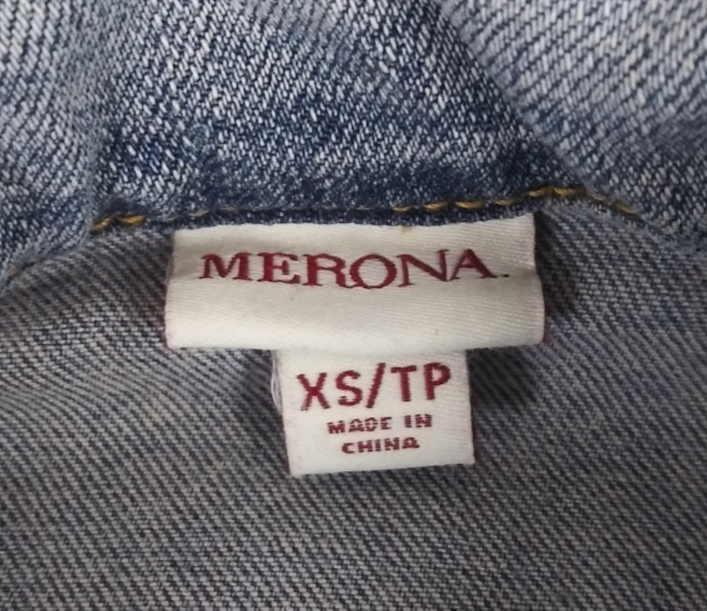 MERONA.
XS/TP
MADE IN
CHINA